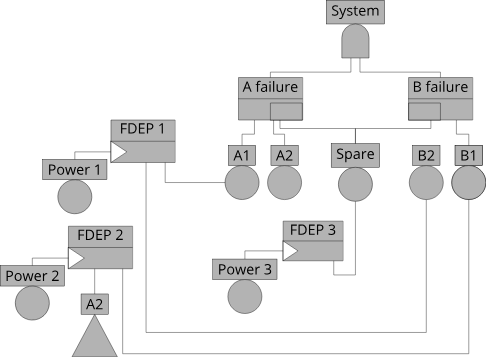 System
A failure
B failure
FDEP 1
Power 1
A1
A2
Spare
B2
B1
FDEP 2
Power 2
A2
FDEP 3
Power 3